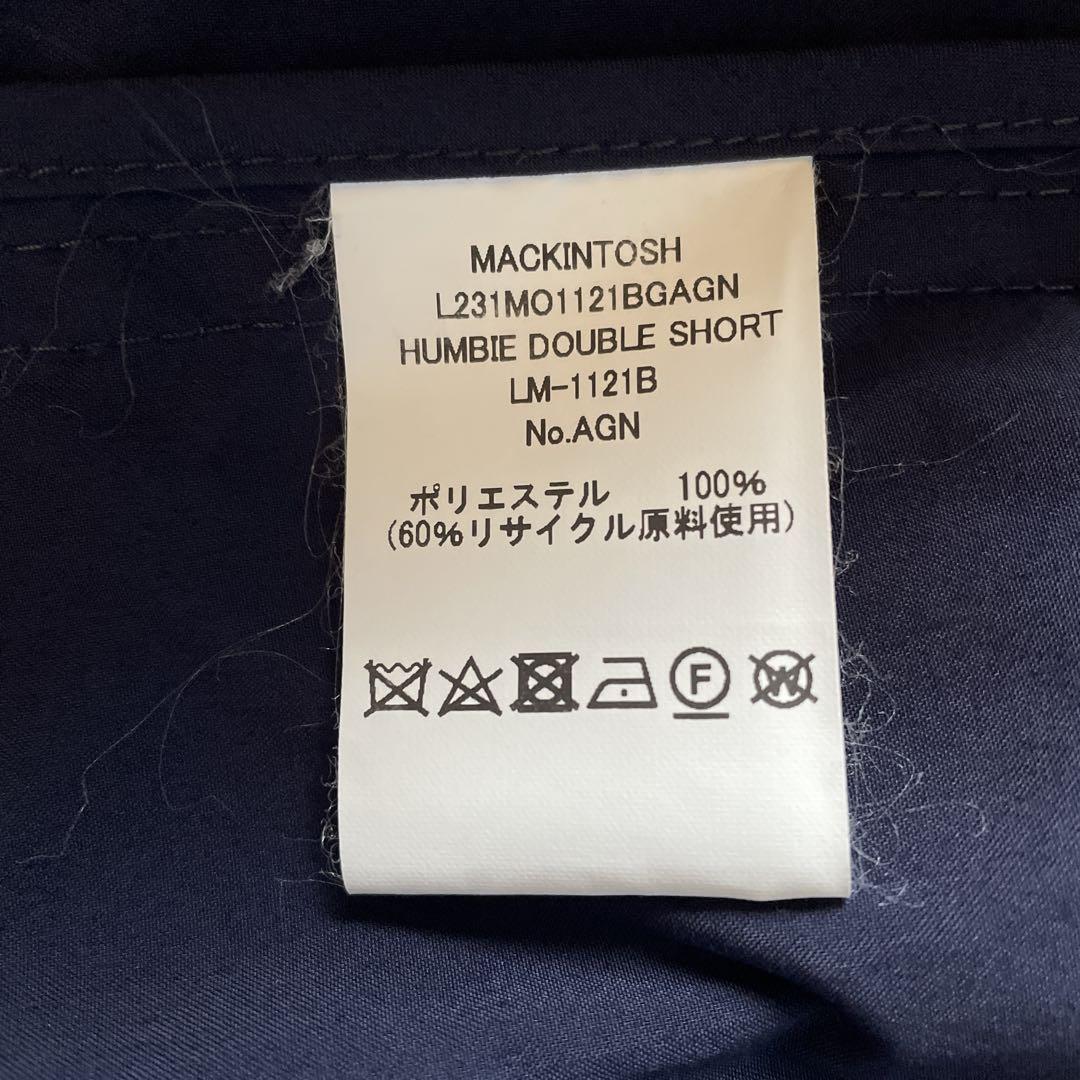 MACKINTOSH
L231MO1121BGAGN
HUMBIE DOUBLE SHORT
LM-1121B
No.AGN
ポリエステル 100%
(60%リサイクル原料使用)
F W